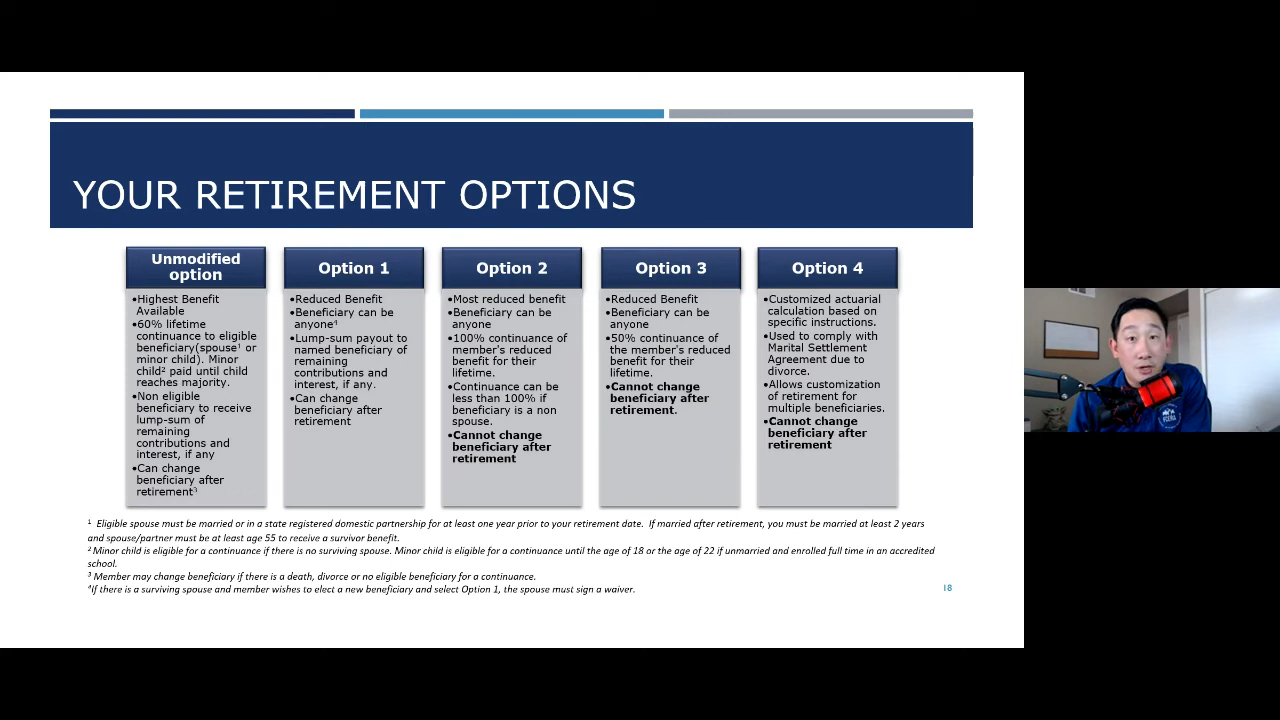 YOUR RETIREMENT OPTIONS
Unmodified
option
•Highest Benefit
Available
•60% lifetime
continuance to eligible
beneficiary(spouse¹ or
minor child). Minor
child² paid until child
reaches majority.
•Non eligible
beneficiary to receive
lump-sum of
remaining
contributions and
interest, if any
•Can change
beneficiary after
retirement³
Option 1
•Reduced Benefit
•Beneficiary can be
anyone⁴
•Lump-sum payout to
named beneficiary of
remaining
contributions and
interest, if any.
•Can change
beneficiary after
retirement
Option 2
•Most reduced benefit
•Beneficiary can be
anyone
•100% continuance of
member's reduced
benefit for their
lifetime.
•Continuance can be
less than 100% if
beneficiary is a non
spouse.
•Cannot change
beneficiary after
retirement
Option 3
•Reduced Benefit
•Beneficiary can be
anyone
•50% continuance of
the member's reduced
benefit for their
lifetime.
•Cannot change
beneficiary after
retirement.
Option 4
•Customized actuarial
calculation based on
specific instructions.
•Used to comply with
Marital Settlement
Agreement due to
divorce.
•Allows customization
of retirement for
multiple beneficiaries.
•Cannot change
beneficiary after
retirement
¹ Eligible spouse must be married or in a state registered domestic partnership for at least one year prior to your retirement date. If married after retirement, you must be married at least 2 years
and spouse/partner must be at least age 55 to receive a survivor benefit.
² Minor child is eligible for a continuance if there is no surviving spouse. Minor child is eligible for a continuance until the age of 18 or the age of 22 if unmarried and enrolled full time in an accredited
school.
³ Member may change beneficiary if there is a death, divorce or no eligible beneficiary for a continuance.
⁴If there is a surviving spouse and member wishes to elect a new beneficiary and select Option 1, the spouse must sign a waiver.
18